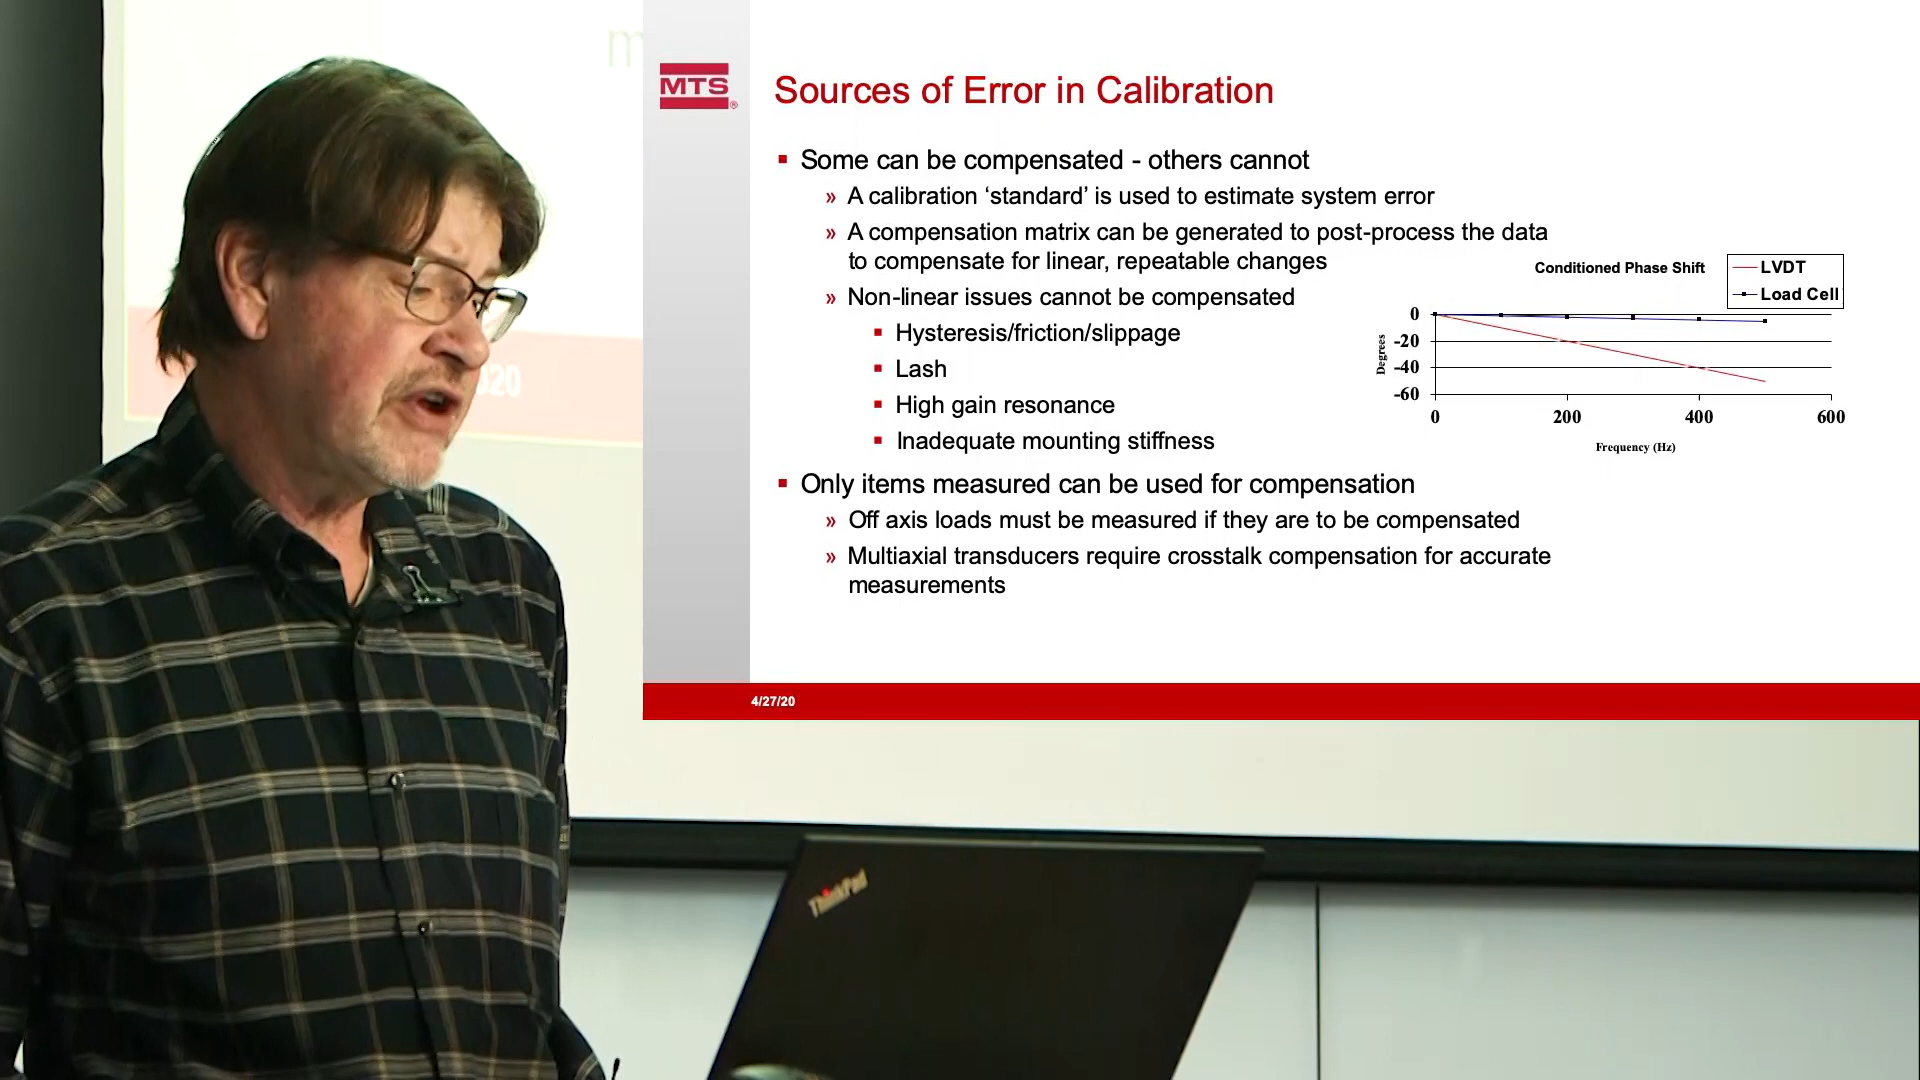 m
020
MTS®
Sources of Error in Calibration
▪ Some can be compensated - others cannot
» A calibration ‘standard’ is used to estimate system error
» A compensation matrix can be generated to post-process the data
to compensate for linear, repeatable changes
» Non-linear issues cannot be compensated
▪ Hysteresis/friction/slippage
▪ Lash
▪ High gain resonance
▪ Inadequate mounting stiffness
Conditioned Phase Shift
LVDT
Load Cell
Degrees
0
-20
-40
-60
0 200 400 600
Frequency (Hz)
▪ Only items measured can be used for compensation
» Off axis loads must be measured if they are to be compensated
» Multiaxial transducers require crosstalk compensation for accurate
measurements
4/27/20
ThinkPad